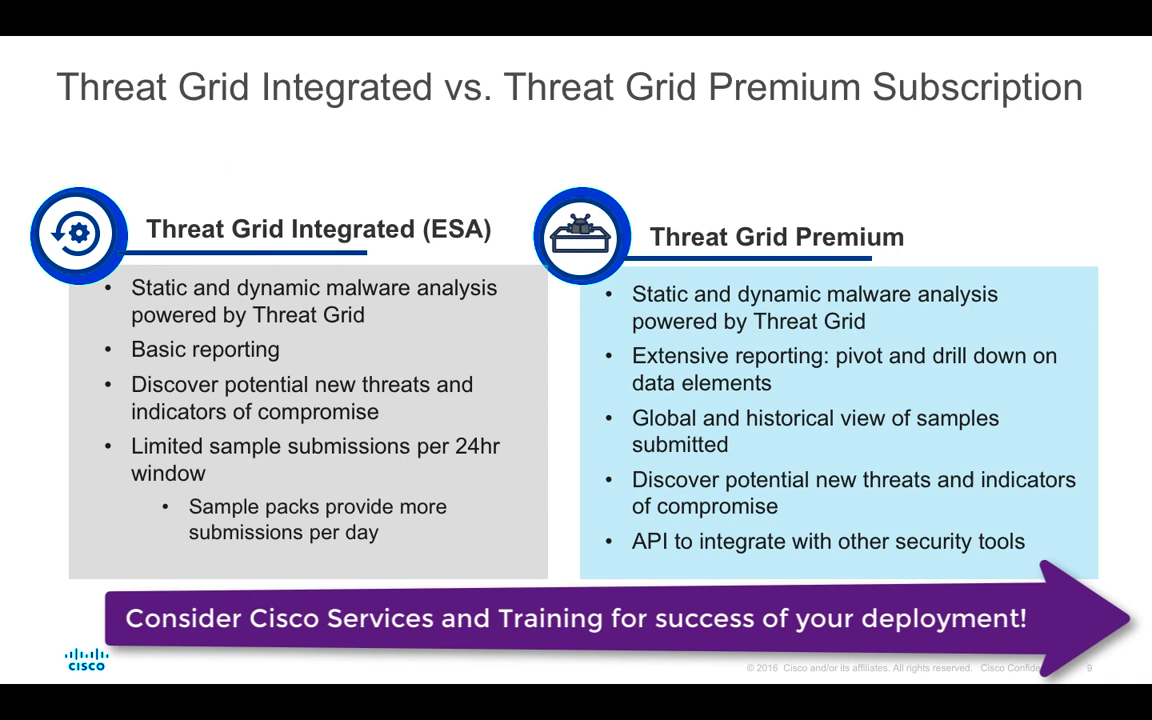 Threat Grid Integrated vs. Threat Grid Premium Subscription
Threat Grid Integrated (ESA)
• Static and dynamic malware analysis
powered by Threat Grid
• Basic reporting
• Discover potential new threats and
indicators of compromise
• Limited sample submissions per 24hr
window
• Sample packs provide more
submissions per day
Threat Grid Premium
• Static and dynamic malware analysis
powered by Threat Grid
• Extensive reporting: pivot and drill down on
data elements
• Global and historical view of samples
submitted
• Discover potential new threats and indicators
of compromise
• API to integrate with other security tools
Consider Cisco Services and Training for success of your deployment!
CISCO
© 2016 Cisco and/or its affiliates. All rights reserved. Cisco 9